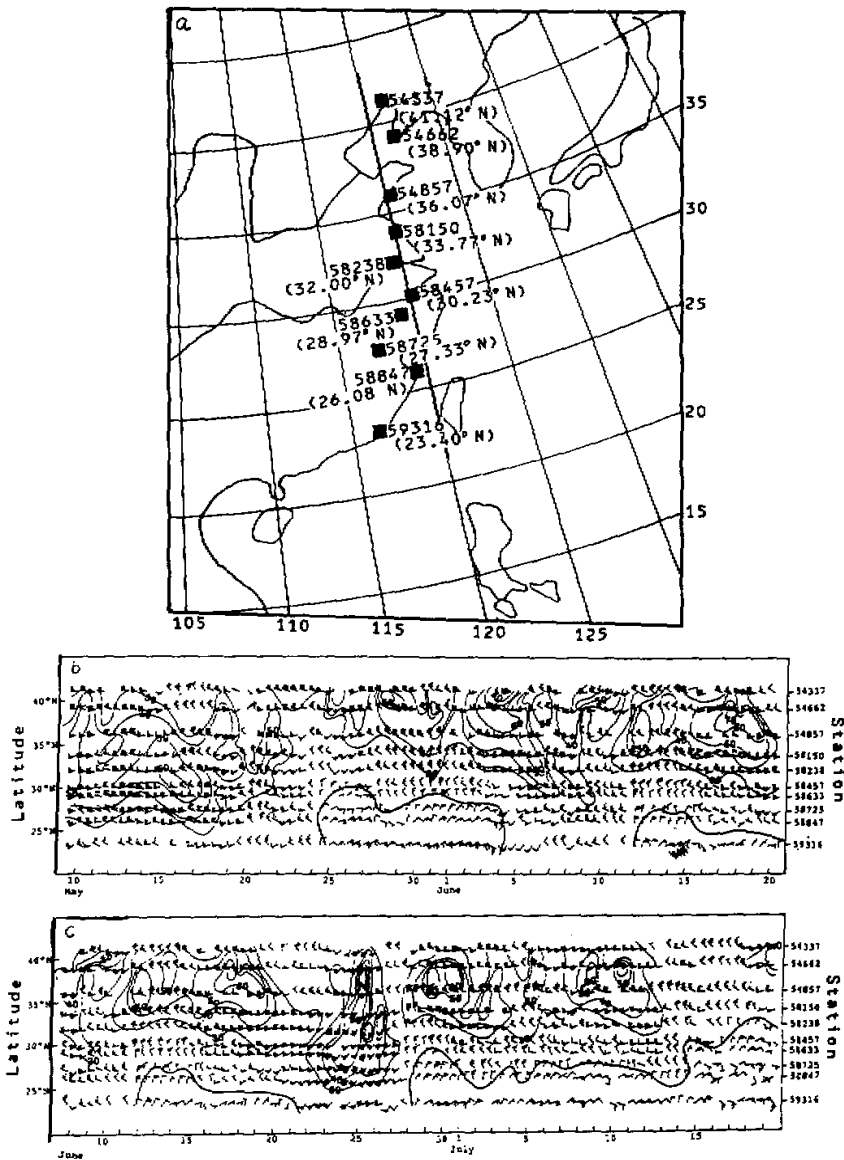 a
54337
(41.12° N)
54662
(38.90° N)
54857
(36.07° N)
58150
(33.77° N)
58238
(32.00° N)
58457
(30.23° N)
58633
(28.97° N)
58725
(27.33° N)
58847
(26.08 N)
59316
(23.40° N)
35
30
25
20
15
105 110 115 120 125
b
Latitude
40°N
35°N
30°N
25°N
Station
54337
54662
54857
58150
58238
58457
58633
58725
58847
59316
10 15 20 25 30 1 5 10 15 20
May June
c
Latitude
40°N
35°N
30°N
25°N
Station
54337
54662
54857
58150
58238
58457
58633
58725
58847
59316
10 15 20 25 30 1 5 10 15
June July